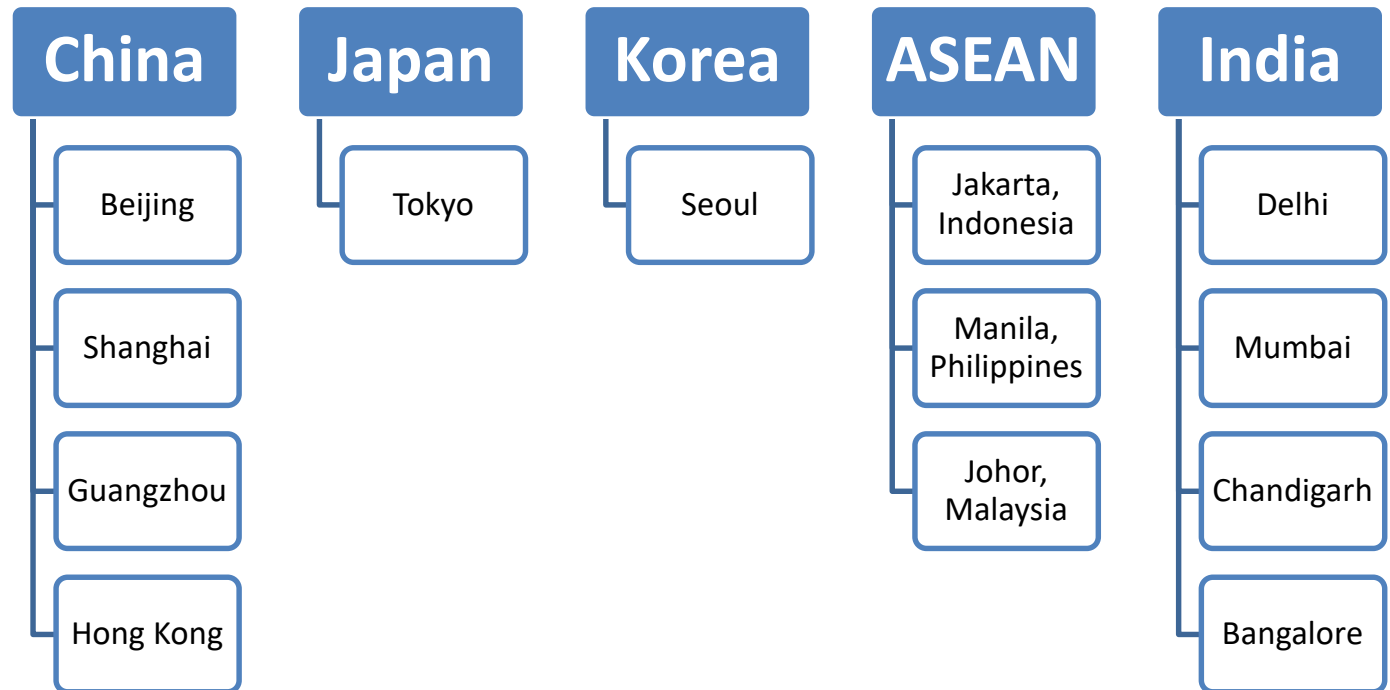 China
Beijing
Shanghai
Guangzhou
Hong Kong
Japan
Tokyo
Korea
Seoul
ASEAN
Jakarta,
Indonesia
Manila,
Philippines
Johor,
Malaysia
India
Delhi
Mumbai
Chandigarh
Bangalore